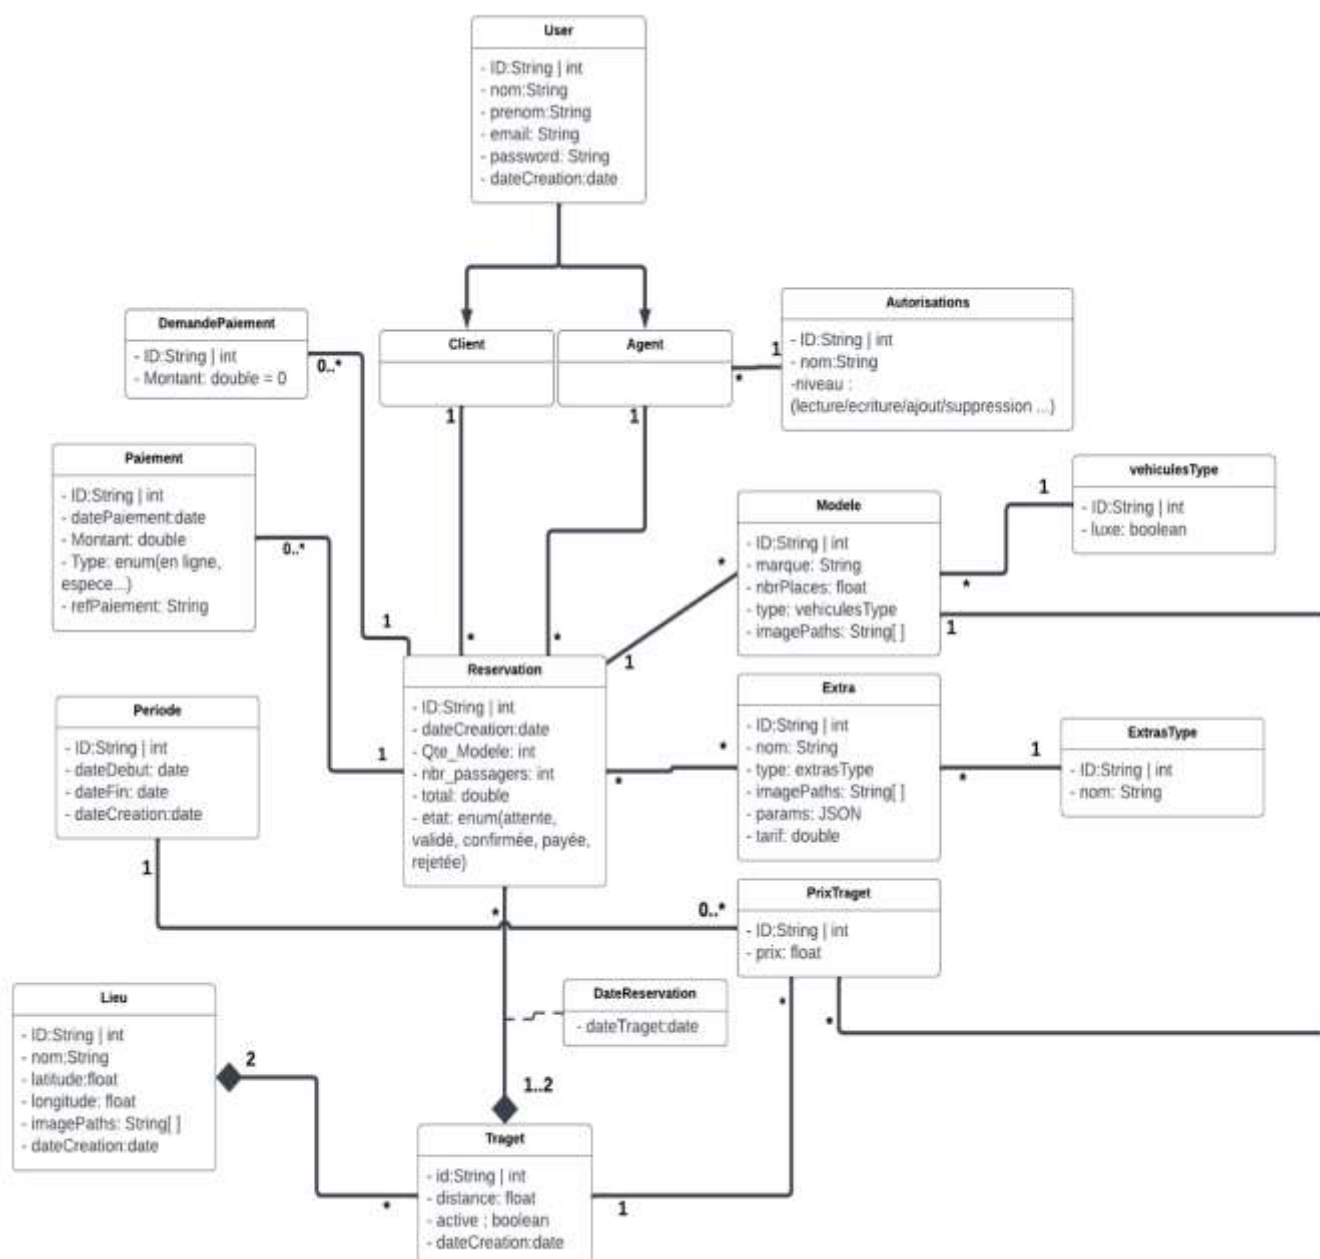 User
- ID:String | int
- nom:String
- prenom:String
- email: String
- password: String
- dateCreation:date
DemandePaiement
- ID:String | int
- Montant: double = 0
0..*
Client
1
Agent
1
*
1
Autorisations
- ID:String | int
- nom:String
-niveau :
(lecture/ecriture/ajout/suppression ...)
Paiement
- ID:String | int
- datePaiement:date
- Montant: double
- Type: enum(en ligne,
espece...)
- refPaiement: String
0..*
Modele
- ID:String | int
- marque: String
- nbrPlaces: float
- type: vehiculesType
- imagePaths: String[ ]
*
*
1
1
vehiculesType
- ID:String | int
- luxe: boolean
1
*
*
1
Reservation
- ID:String | int
- dateCreation:date
- Qte_Modele: int
- nbr_passagers: int
- total: double
- etat: enum(attente,
validé, confirmée, payée,
rejetée)
1
*
*
Extra
- ID:String | int
- nom: String
- type: extrasType
- imagePaths: String[ ]
- params: JSON
- tarif: double
*
1
ExtrasType
- ID:String | int
- nom: String
Periode
- ID:String | int
- dateDebut: date
- dateFin: date
- dateCreation:date
1
*
0..*
PrixTraget
- ID:String | int
- prix: float
*
*
DateReservation
- dateTraget:date
Lieu
- ID:String | int
- nom:String
- latitude:float
- longitude: float
- imagePaths: String[ ]
- dateCreation:date
2
*
1..2
Traget
- id:String | int
- distance: float
- active : boolean
- dateCreation:date
1